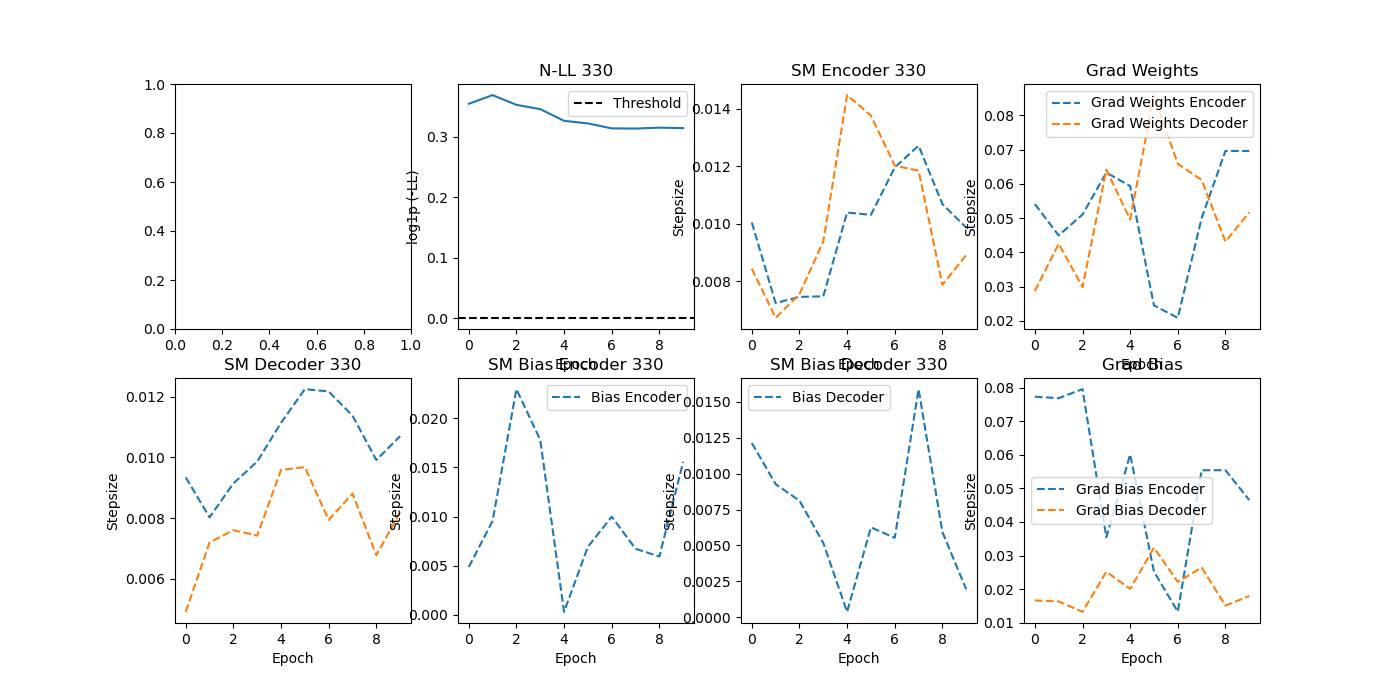 N-LL 330
SM Encoder 330
Grad Weights
1.0
0.8
0.6
0.4
0.2
0.0
0.0 0.2 0.4 0.6 0.8 1.0
log1p (-LL)
0.3
0.2
0.1
0.0
Threshold
0 2 4 6 8
Epoch
Stepsize
0.014
0.012
0.010
0.008
0 2 4 6 8
Epoch
Stepsize
0.08
0.07
0.06
0.05
0.04
0.03
0.02
Grad Weights Encoder
Grad Weights Decoder
0 2 4 6 8
Epoch
SM Decoder 330
SM Bias Encoder 330
SM Bias Decoder 330
Grad Bias
Stepsize
0.012
0.010
0.008
0.006
0 2 4 6 8
Epoch
Stepsize
0.020
0.015
0.010
0.005
0.000
Bias Encoder
0 2 4 6 8
Epoch
Stepsize
0.0150
0.0125
0.0100
0.0075
0.0050
0.0025
0.0000
Bias Decoder
0 2 4 6 8
Epoch
Stepsize
0.08
0.07
0.06
0.05
0.04
0.03
0.02
0.01
Grad Bias Encoder
Grad Bias Decoder
0 2 4 6 8
Epoch